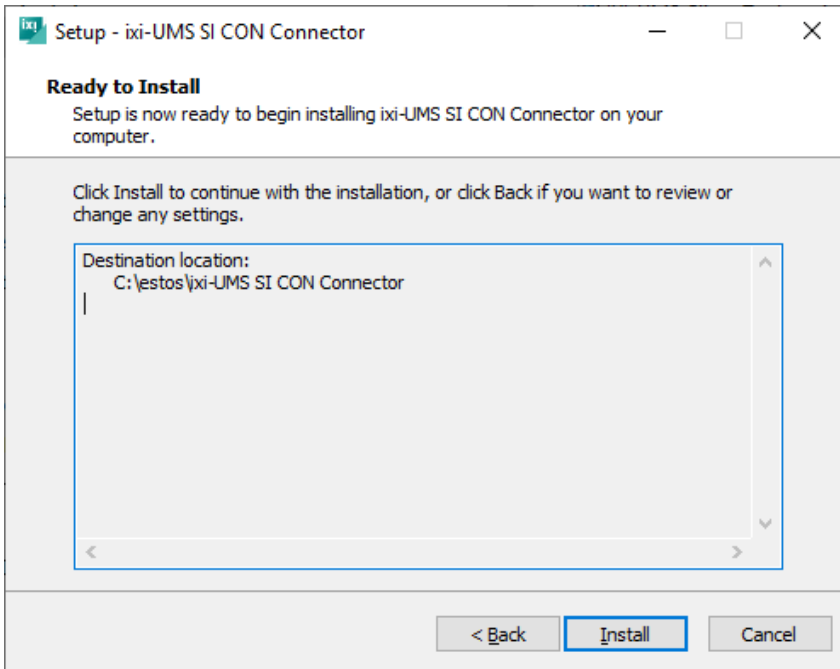 ixi
Setup - ixi-UMS SI CON Connector
Ready to Install
Setup is now ready to begin installing ixi-UMS SI CON Connector on your
computer.
Click Install to continue with the installation, or click Back if you want to review or
change any settings.
Destination location:
C:\estos\ixi-UMS SI CON Connector
< Back
Install
Cancel